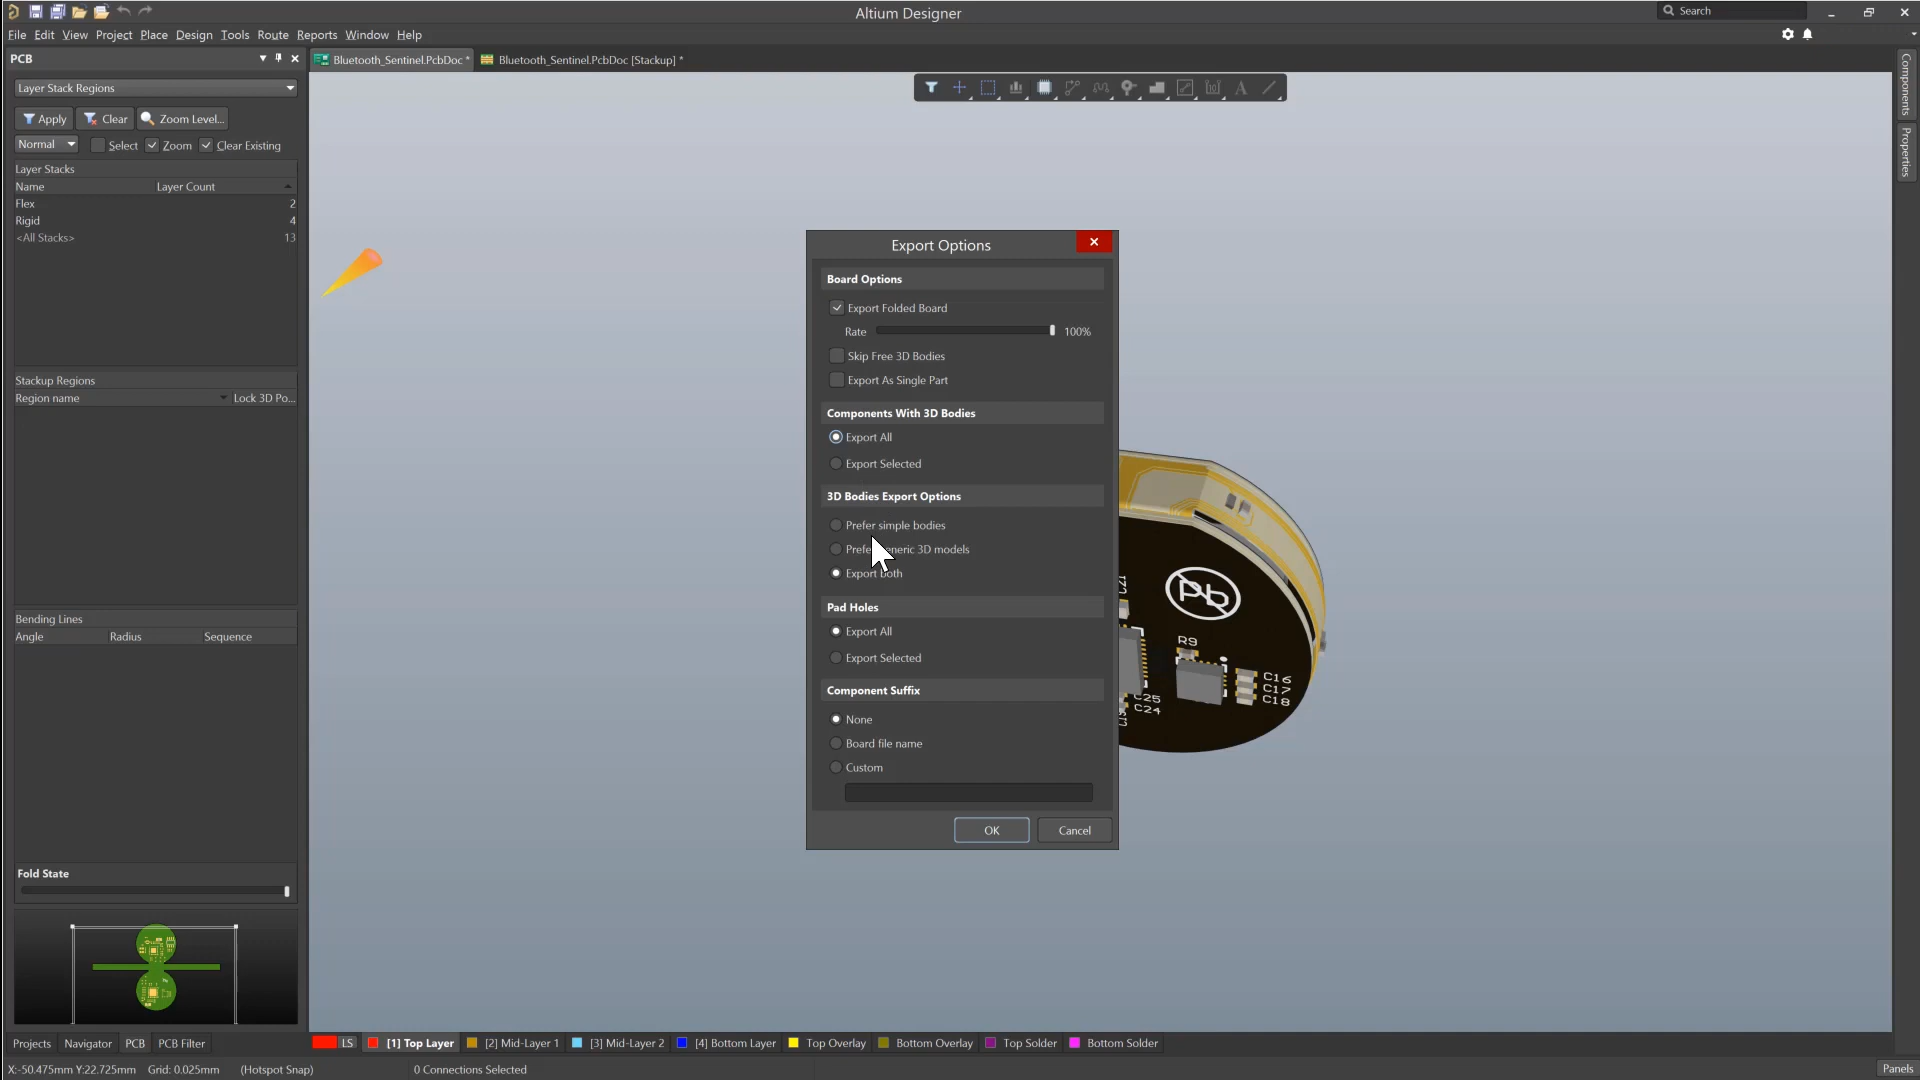 Altium Designer
Search
File Edit View Project Place Design Tools Route Reports Window Help
PCB
Bluetooth_Sentinel.PcbDoc *
Bluetooth_Sentinel.PcbDoc [Stackup] *
Components
Properties
Layer Stack Regions
Apply Clear Zoom Level...
Normal Select Zoom Clear Existing
Layer Stacks
Name Layer Count
Flex 2
Rigid 4
<All Stacks> 13
Stackup Regions
Region name Lock 3D Po...
Bending Lines
Angle Radius Sequence
Fold State
Export Options
Board Options
Export Folded Board
Rate 100%
Skip Free 3D Bodies
Export As Single Part
Components With 3D Bodies
Export All
Export Selected
3D Bodies Export Options
Prefer simple bodies
3D models
Export both
Pad Holes
Export All
Export Selected
Component Suffix
None
Board file name
Custom
OK Cancel
Pb
R9
C16
C17
C18
C25
C24
Projects Navigator PCB PCB Filter
LS [1] Top Layer [2] Mid-Layer 1 [3] Mid-Layer 2 [4] Bottom Layer Top Overlay Bottom Overlay Top Solder Bottom Solder
X:-50.475mm Y:22.725mm Grid: 0.025mm (Hotspot Snap) 0 Connections Selected Panels